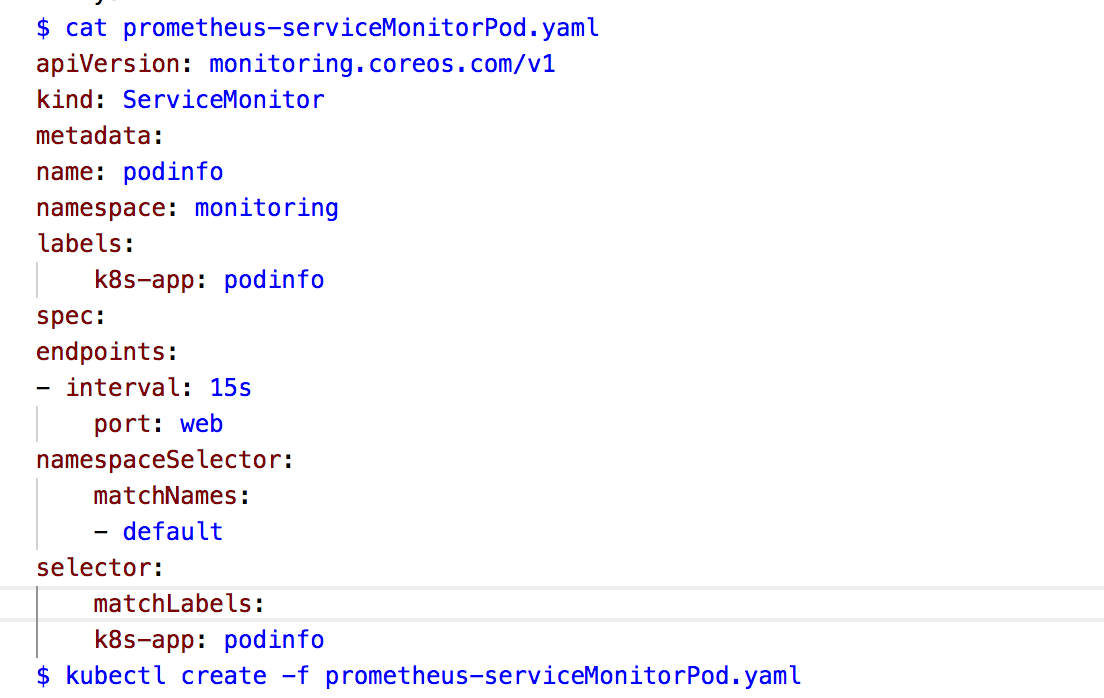 $ cat prometheus-serviceMonitorPod.yaml
apiVersion: monitoring.coreos.com/v1
kind: ServiceMonitor
metadata:
name: podinfo
namespace: monitoring
labels:
    k8s-app: podinfo
spec:
endpoints:
- interval: 15s
    port: web
namespaceSelector:
    matchNames:
    - default
selector:
    matchLabels:
    k8s-app: podinfo
$ kubectl create -f prometheus-serviceMonitorPod.yaml